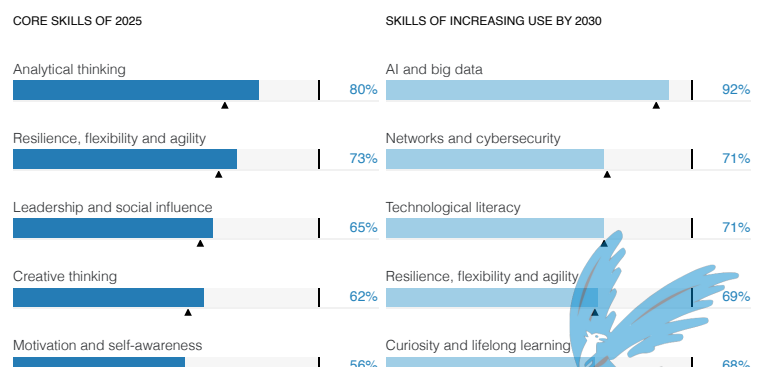 CORE SKILLS OF 2025
Analytical thinking
80%
Resilience, flexibility and agility
73%
Leadership and social influence
65%
Creative thinking
62%
Motivation and self-awareness
56%
SKILLS OF INCREASING USE BY 2030
AI and big data
92%
Networks and cybersecurity
71%
Technological literacy
71%
Resilience, flexibility and agility
69%
Curiosity and lifelong learning
68%